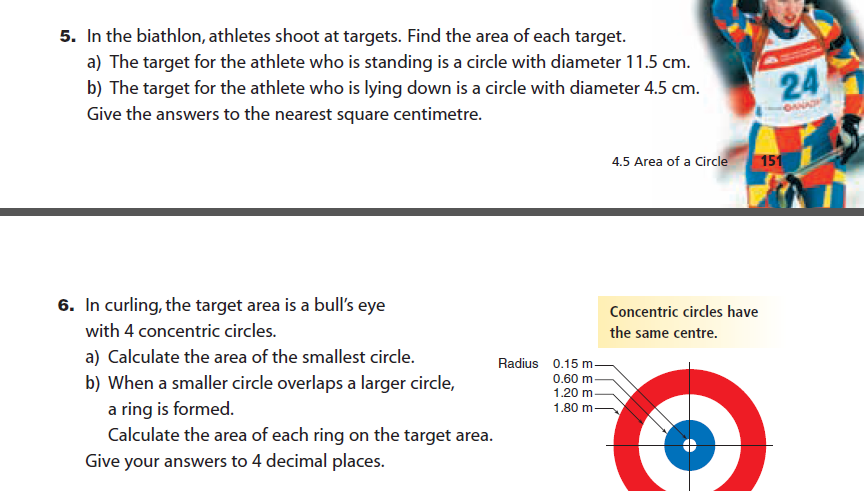 5. In the biathlon, athletes shoot at targets. Find the area of each target.
a) The target for the athlete who is standing is a circle with diameter 11.5 cm.
b) The target for the athlete who is lying down is a circle with diameter 4.5 cm.
Give the answers to the nearest square centimetre.
24
CANADA
4.5 Area of a Circle 151
6. In curling, the target area is a bull's eye
with 4 concentric circles.
a) Calculate the area of the smallest circle.
b) When a smaller circle overlaps a larger circle,
a ring is formed.
Calculate the area of each ring on the target area.
Give your answers to 4 decimal places.
Concentric circles have
the same centre.
Radius 0.15 m
0.60 m
1.20 m
1.80 m